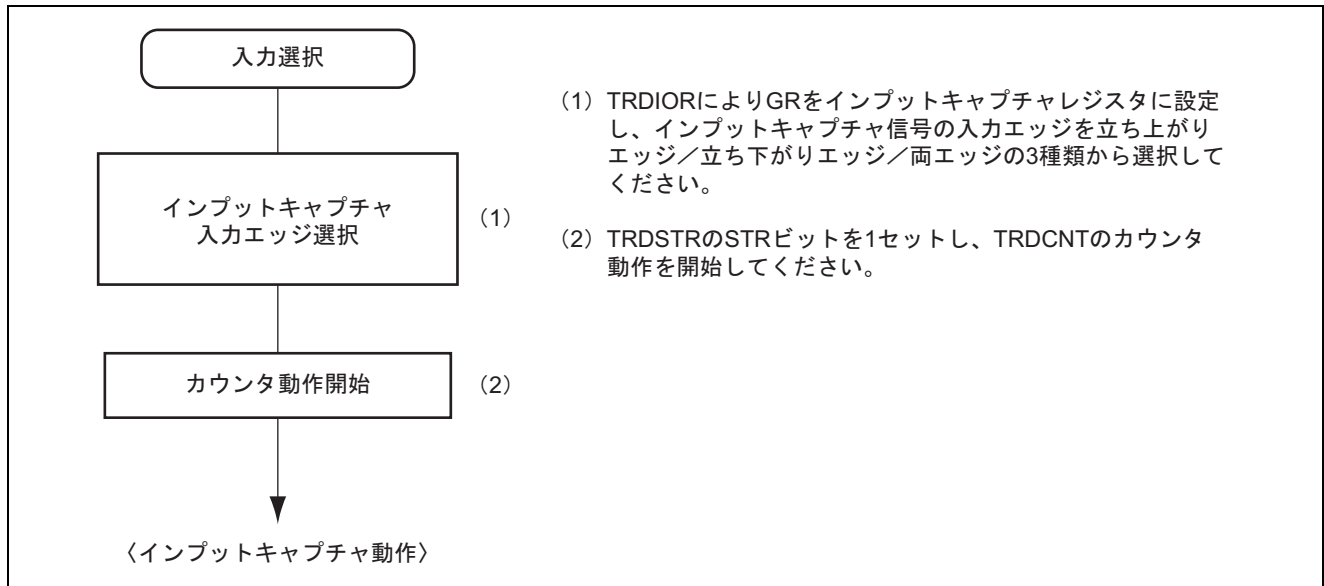 入力選択
インプットキャプチャ
入力エッジ選択
(1)
カウンタ動作開始
(2)
〈インプットキャプチャ動作〉
(1) TRDIORによりGRをインプットキャプチャレジスタに設定
し、インプットキャプチャ信号の入力エッジを立ち上がり
エッジ／立ち下がりエッジ／両エッジの3種類から選択して
ください。
(2) TRDSTRのSTRビットを1セットし、TRDCNTのカウンタ
動作を開始してください。